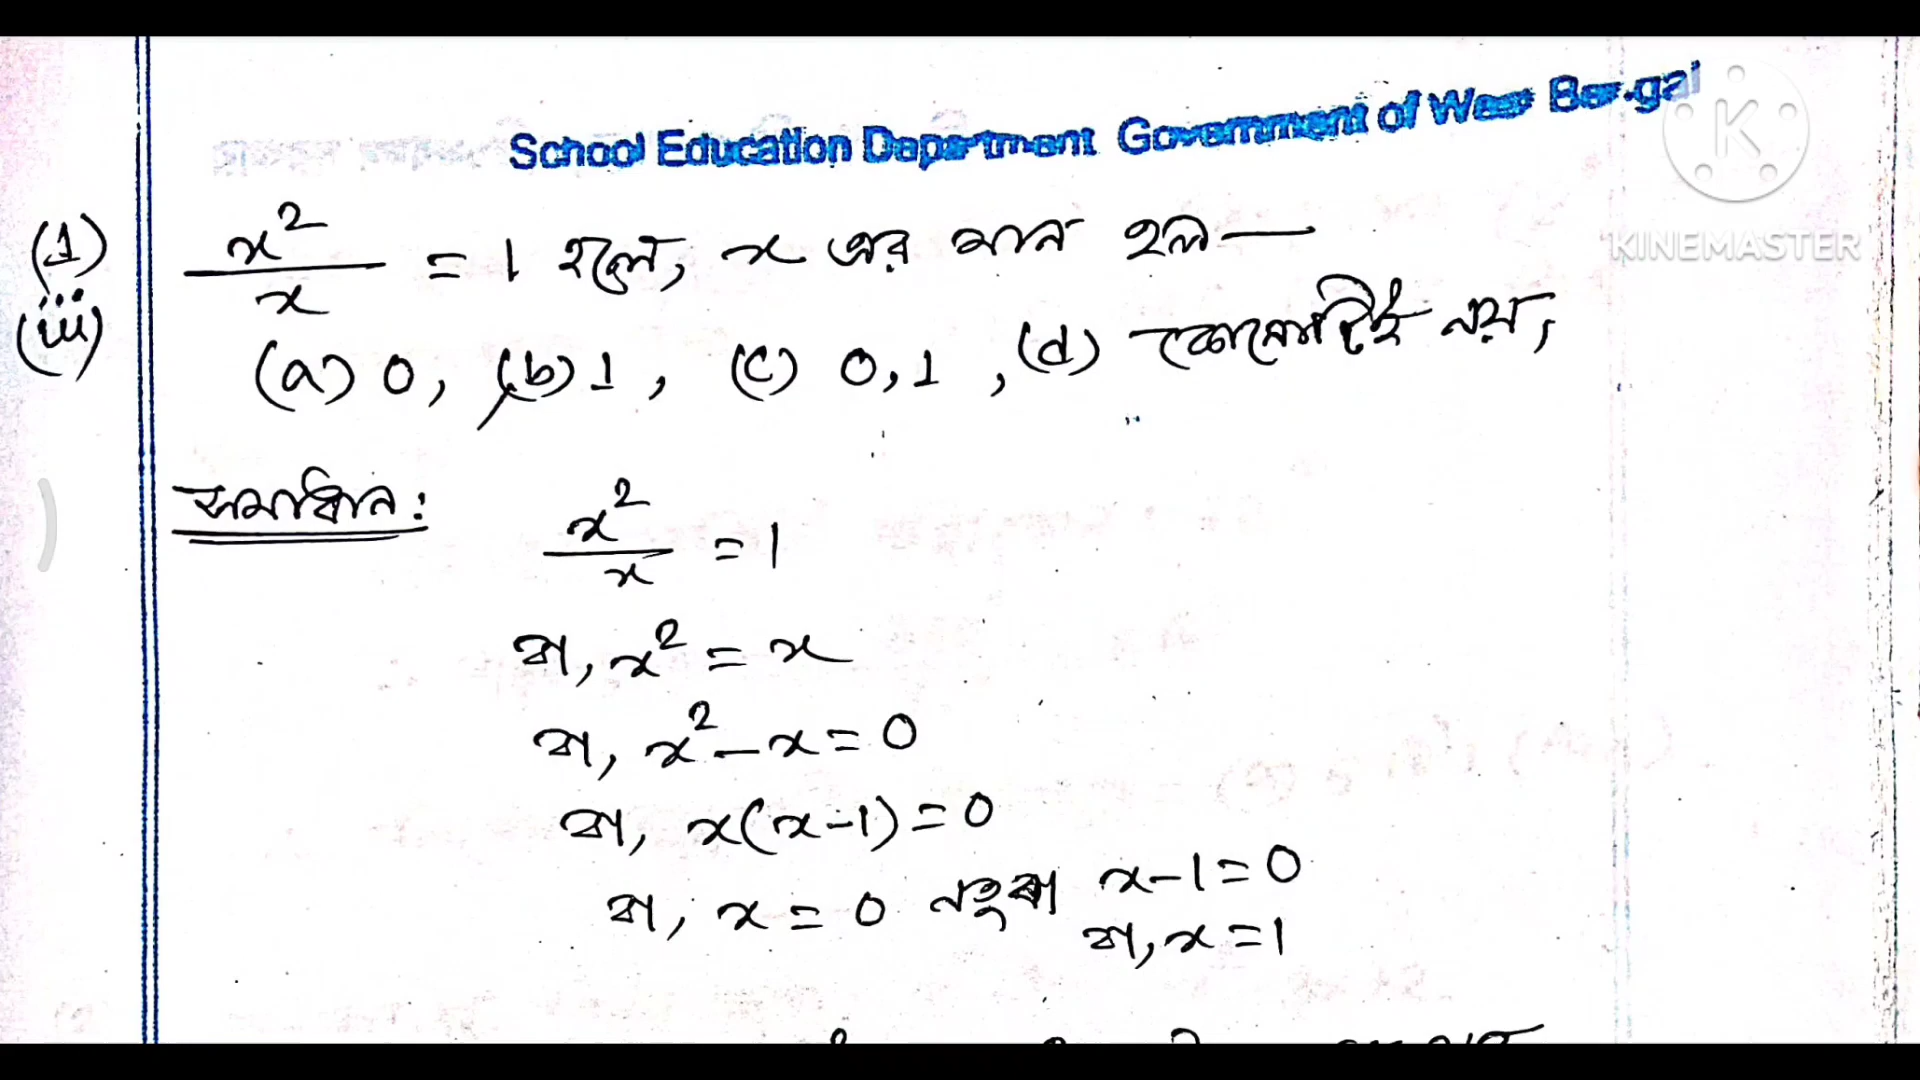 School Education Department Government of West Bengal
KINEMASTER
(1) (iii) x²/x = 1 হলে, x এর মান হল —
(a) 0, (b) 1, (c) 0, 1, (d) কোনোটিই নয়,
সমাধান:
x²/x = 1
বা, x² = x
বা, x² - x = 0
বা, x(x-1) = 0
বা, x = 0 নতুবা x-1 = 0
বা, x = 1